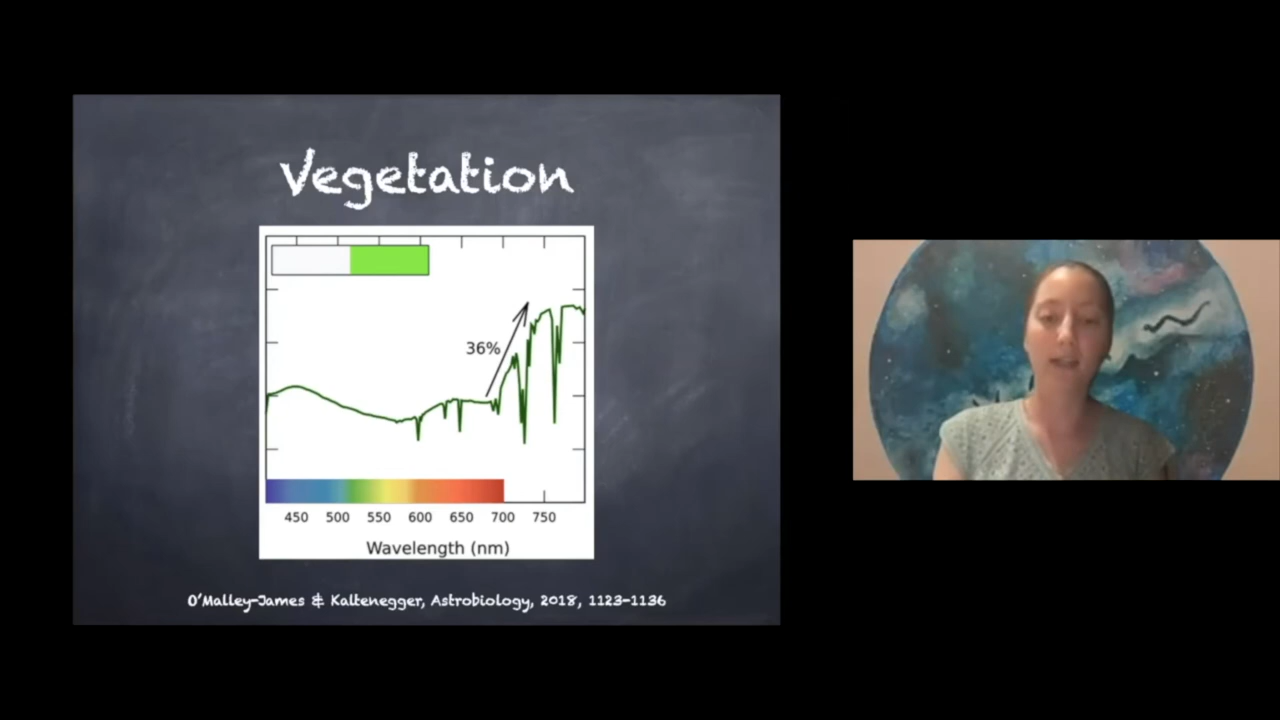 Vegetation
36%
450 500 550 600 650 700 750
Wavelength (nm)
O'Malley-James & Kaltenegger, Astrobiology, 2018, 1123-1136